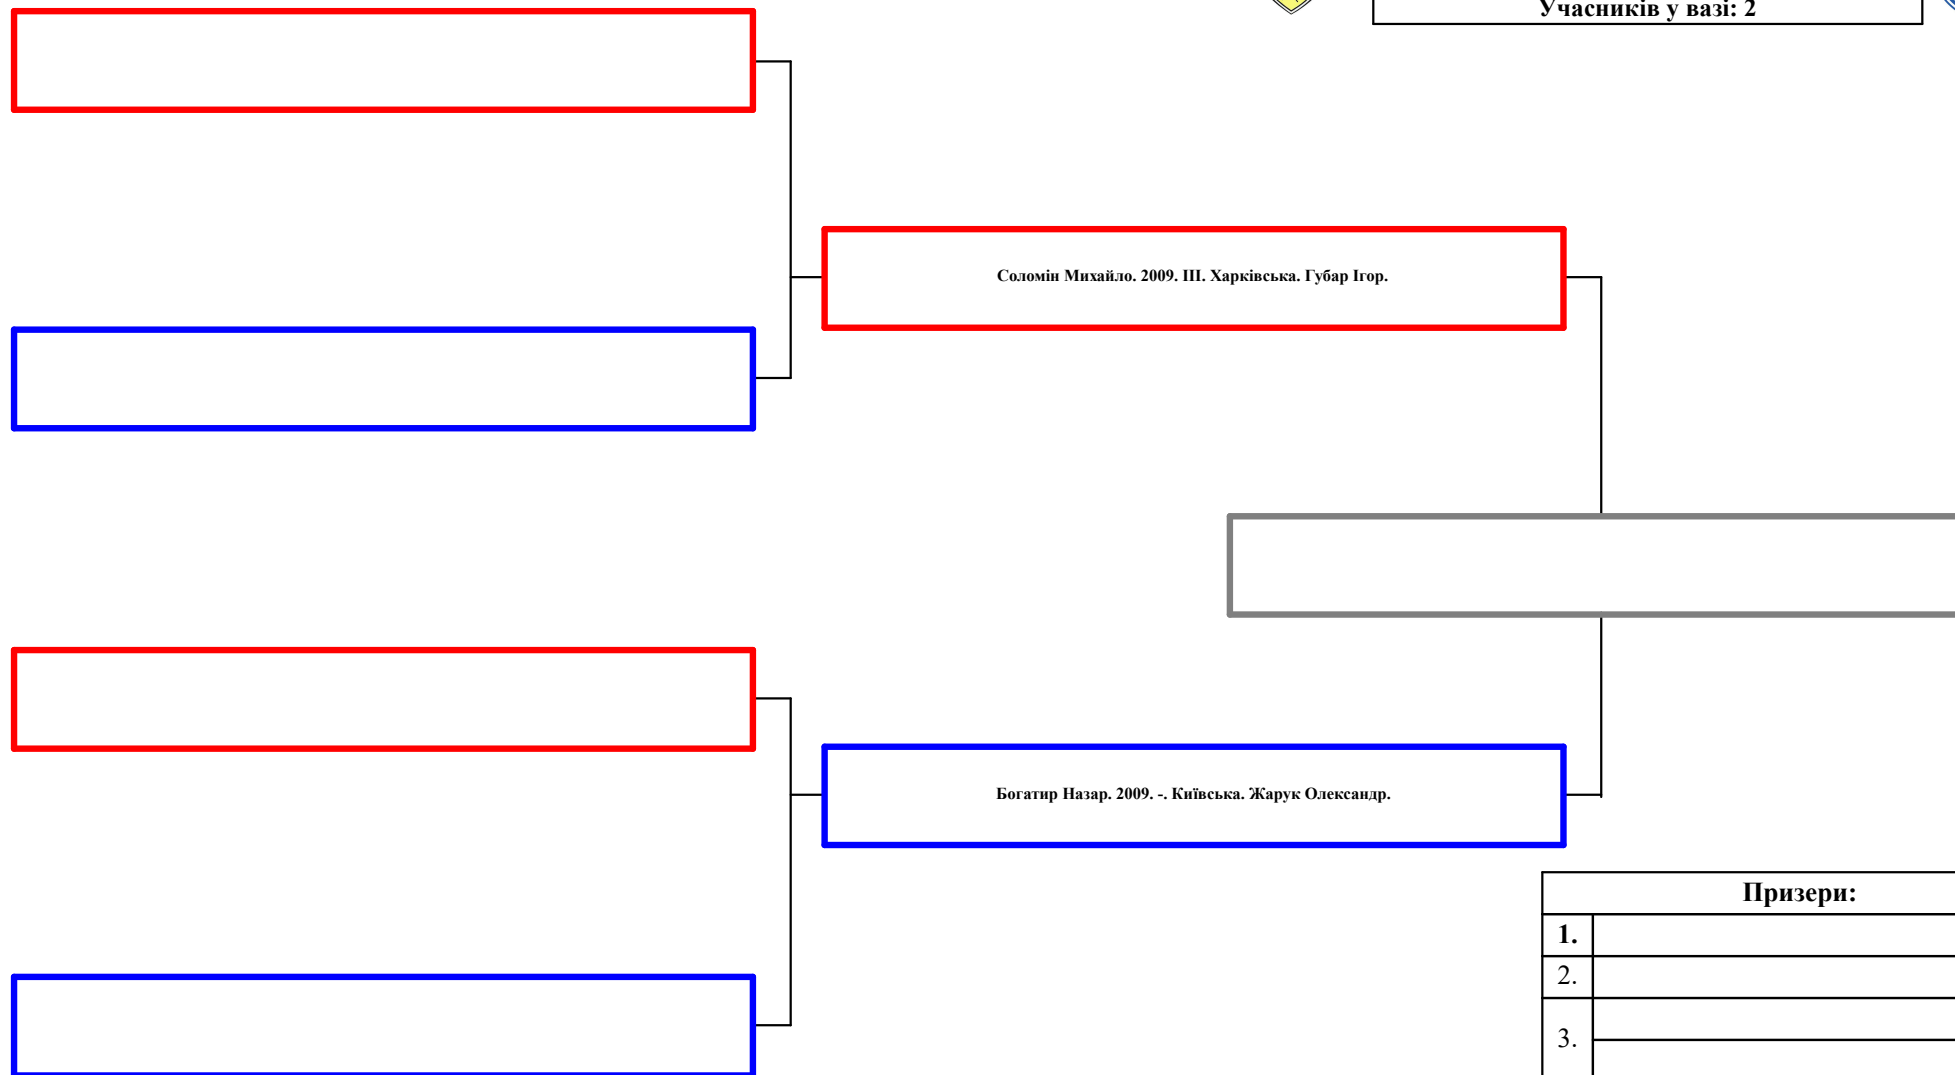 Учасників у вазі: 2
Соломін Михайло. 2009. III. Харківська. Губар Ігор.
Богатир Назар. 2009. -. Київська. Жарук Олександр.
Призери:
1.
2.
3.